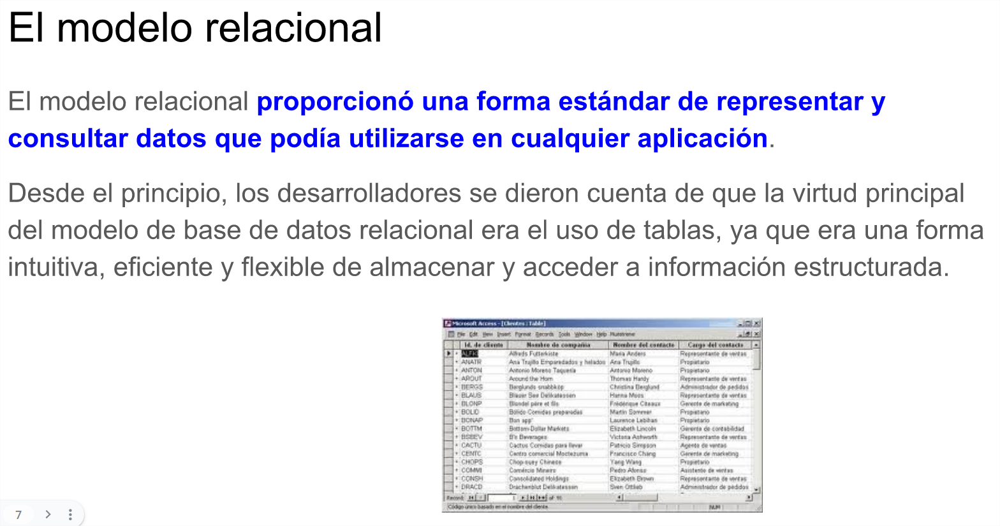 El modelo relacional
El modelo relacional proporcionó una forma estándar de representar y
consultar datos que podía utilizarse en cualquier aplicación.
Desde el principio, los desarrolladores se dieron cuenta de que la virtud principal
del modelo de base de datos relacional era el uso de tablas, ya que era una forma
intuitiva, eficiente y flexible de almacenar y acceder a información estructurada.
Microsoft Access - [Clientes : Table]
File Edit View Insert Format Records Tools Window Help
Id. de cliente Nombre de compañía Nombre del contacto Cargo del contacto
ALFKI Alfreds Futterkiste Maria Anders Representante de ventas
ANATR Ana Trujillo Emparedados y helados Ana Trujillo Propietario
ANTON Antonio Moreno Taquería Antonio Moreno Propietario
AROUT Around the Horn Thomas Hardy Representante de ventas
BERGS Berglunds snabbköp Christina Berglund Administrador de pedidos
BLAUS Blauer See Delikatessen Hanna Moos Representante de ventas
BLONP Blondel père et fils Frédérique Citeaux Gerente de marketing
BOLID Bólido Comidas preparadas Martín Sommer Propietario
BONAP Bon app' Laurence Lebihan Propietario
BOTTM Bottom-Dollar Markets Elizabeth Lincoln Gerente de contabilidad
BSBEV B's Beverages Victoria Ashworth Representante de ventas
CACTU Cactus Comidas para llevar Patricio Simpson Agente de ventas
CENTC Centro comercial Moctezuma Francisco Chang Gerente de marketing
CHOPS Chop-suey Chinese Yang Wang Propietario
COMMI Comércio Mineiro Pedro Afonso Asistente de ventas
CONSH Consolidated Holdings Elizabeth Brown Representante de ventas
DRACD Drachenblut Delikatessen Sven Ottlieb Administrador de pedidos
Record: 1 of 91
Código único basado en el nombre del cliente. NUM
7